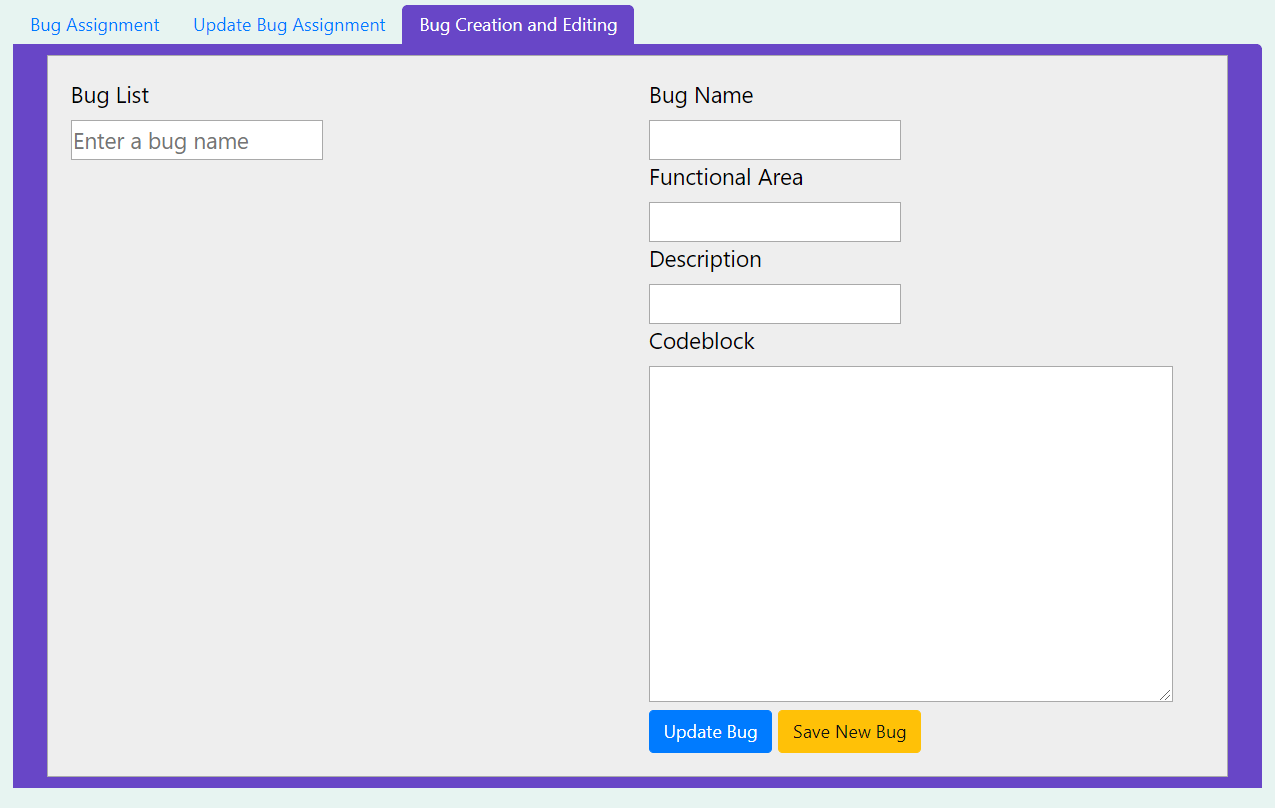 Bug Assignment
Update Bug Assignment
Bug Creation and Editing
Bug List
Enter a bug name
Bug Name
Functional Area
Description
Codeblock
Update Bug
Save New Bug